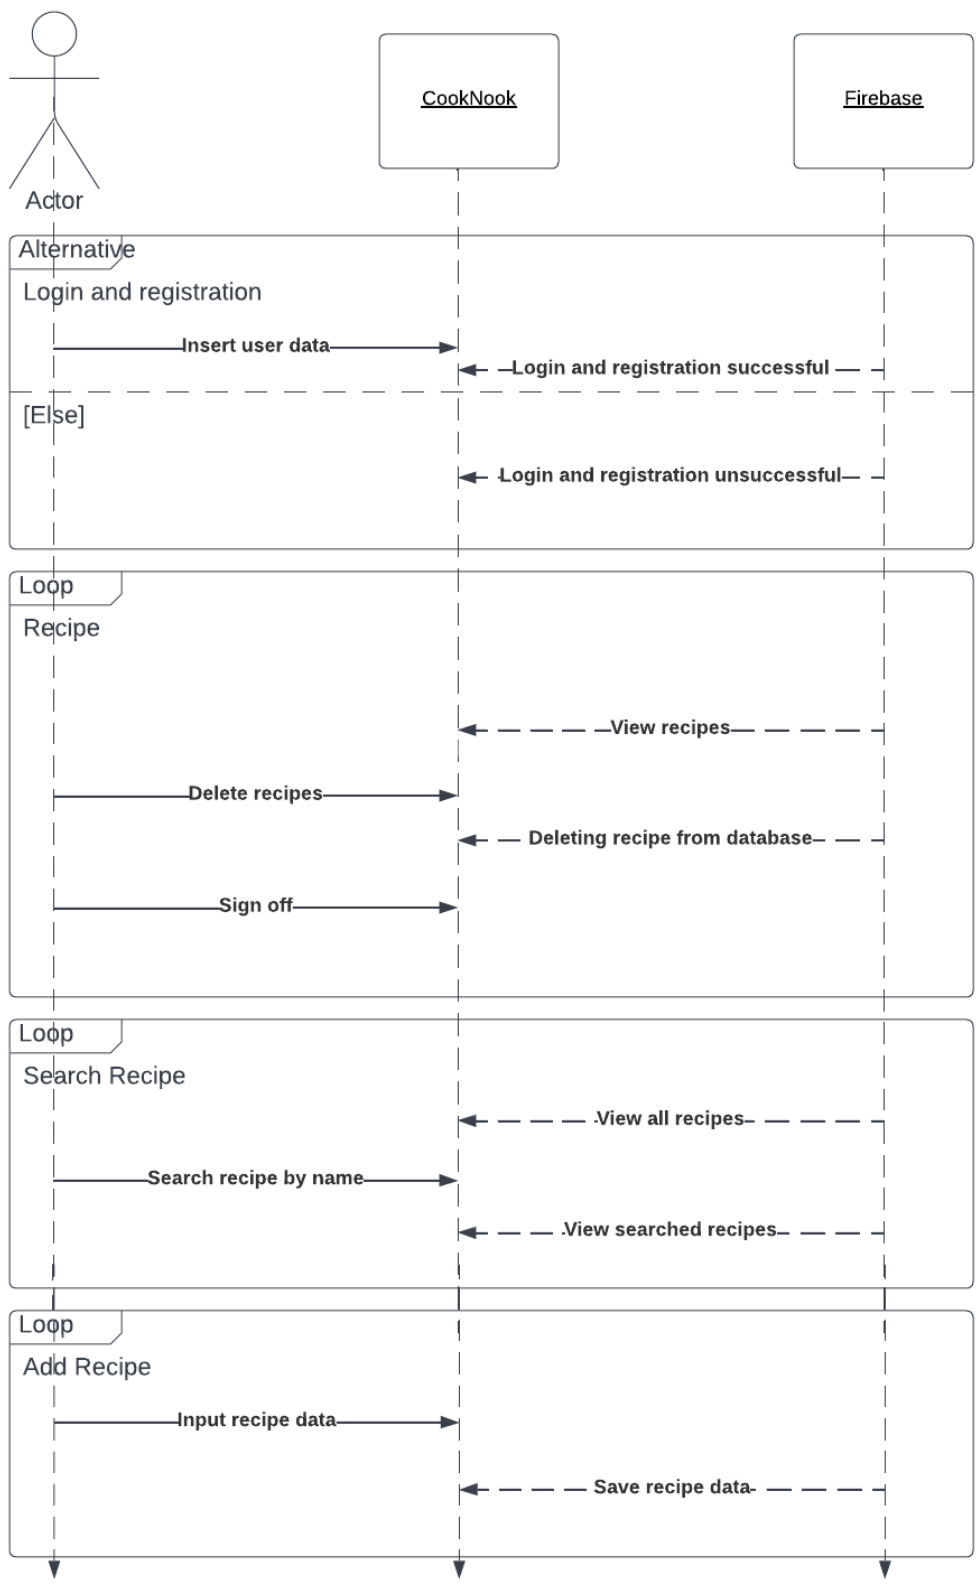 Actor
CookNook
Firebase
Alternative
Login and registration
Insert user data
Login and registration successful
[Else]
Login and registration unsuccessful
Loop
Recipe
View recipes
Delete recipes
Deleting recipe from database
Sign off
Loop
Search Recipe
View all recipes
Search recipe by name
View searched recipes
Loop
Add Recipe
Input recipe data
Save recipe data